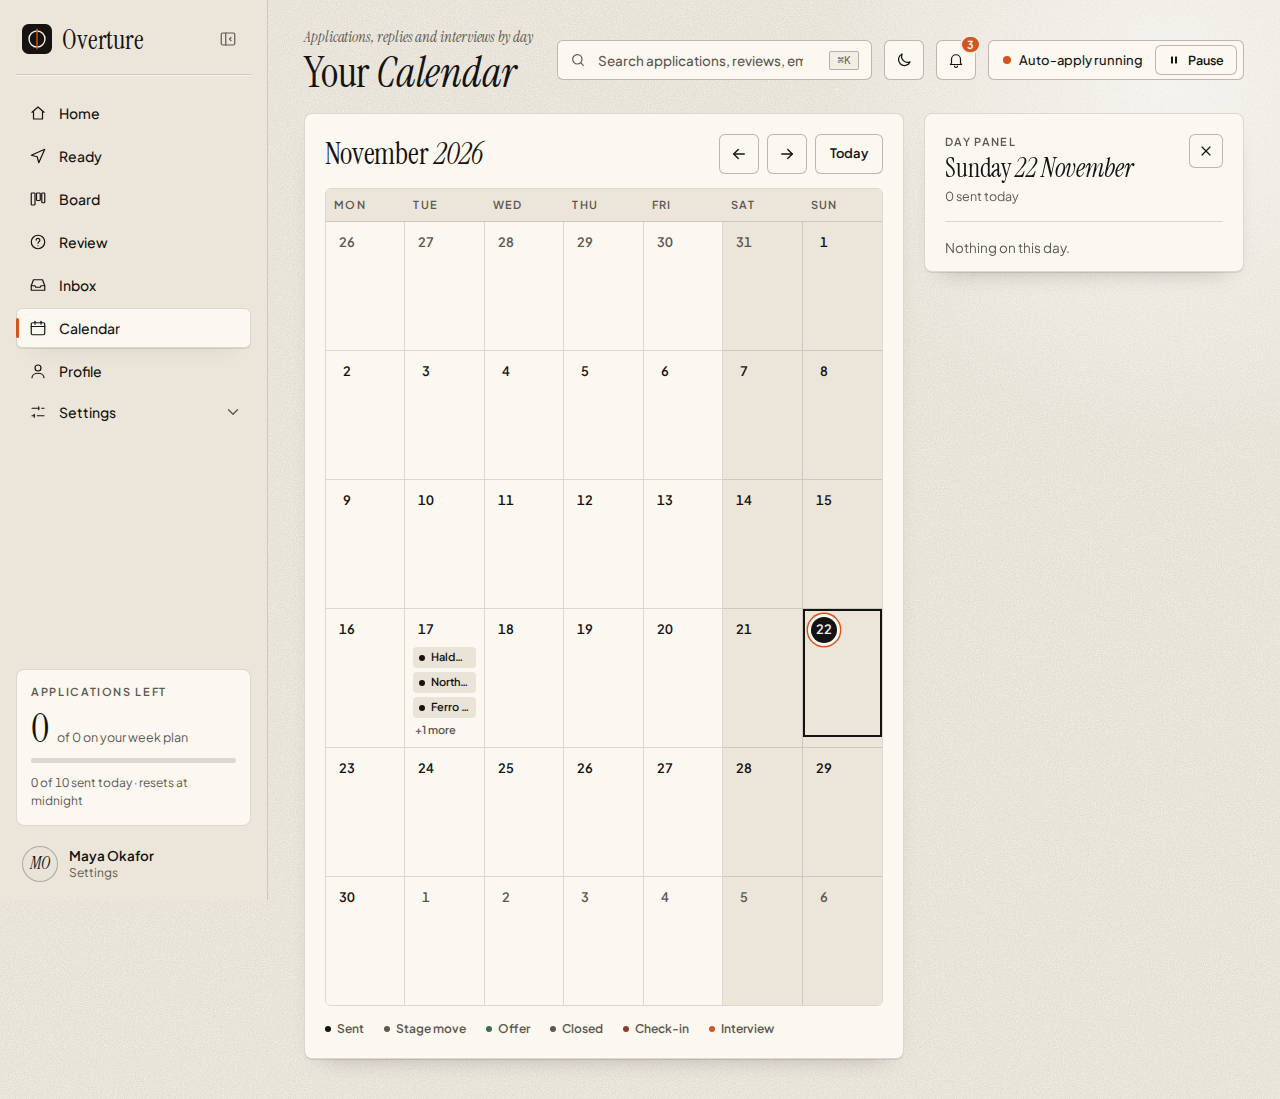 Overture
Home
Ready
Board
Review
Inbox
Calendar
Profile
Settings
APPLICATIONS LEFT
0 of 0 on your week plan
0 of 10 sent today · resets at
midnight
MO
Maya Okafor
Settings
Applications, replies and interviews by day
Your Calendar
Search applications, reviews, em
⌘K
3
Auto-apply running
Pause
November 2026
Today
MON TUE WED THU FRI SAT SUN
26 27 28 29 30 31 1
2 3 4 5 6 7 8
9 10 11 12 13 14 15
16 17 18 19 20 21 22
Hald…
North…
Ferro …
+1 more
23 24 25 26 27 28 29
30 1 2 3 4 5 6
Sent Stage move Offer Closed Check-in Interview
DAY PANEL
Sunday 22 November
0 sent today
Nothing on this day.